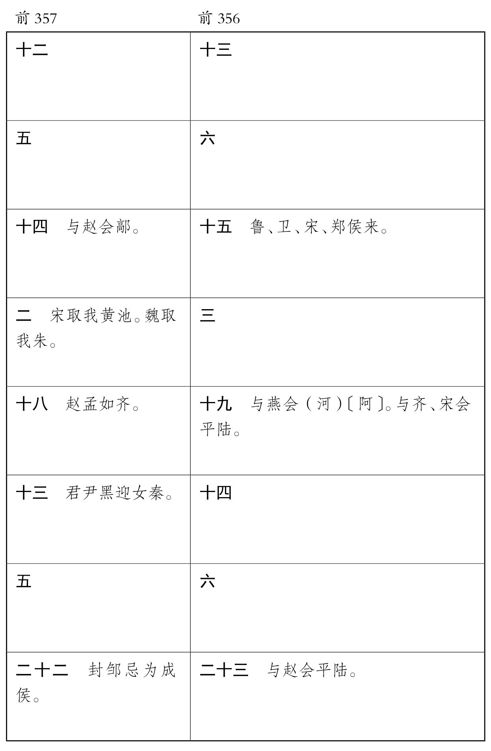 前 357 前 356
十二 十三
五 六
十四 与赵会鄗。 十五 鲁、卫、宋、郑侯来。
二 宋取我黄池。魏取 三
我朱。
十八 赵孟如齐。 十九 与燕会（河）〔阿〕。与齐、宋会
平陆。
十三 君尹黑迎女秦。 十四
五 六
二十二 封邹忌为成 二十三 与赵会平陆。
侯。